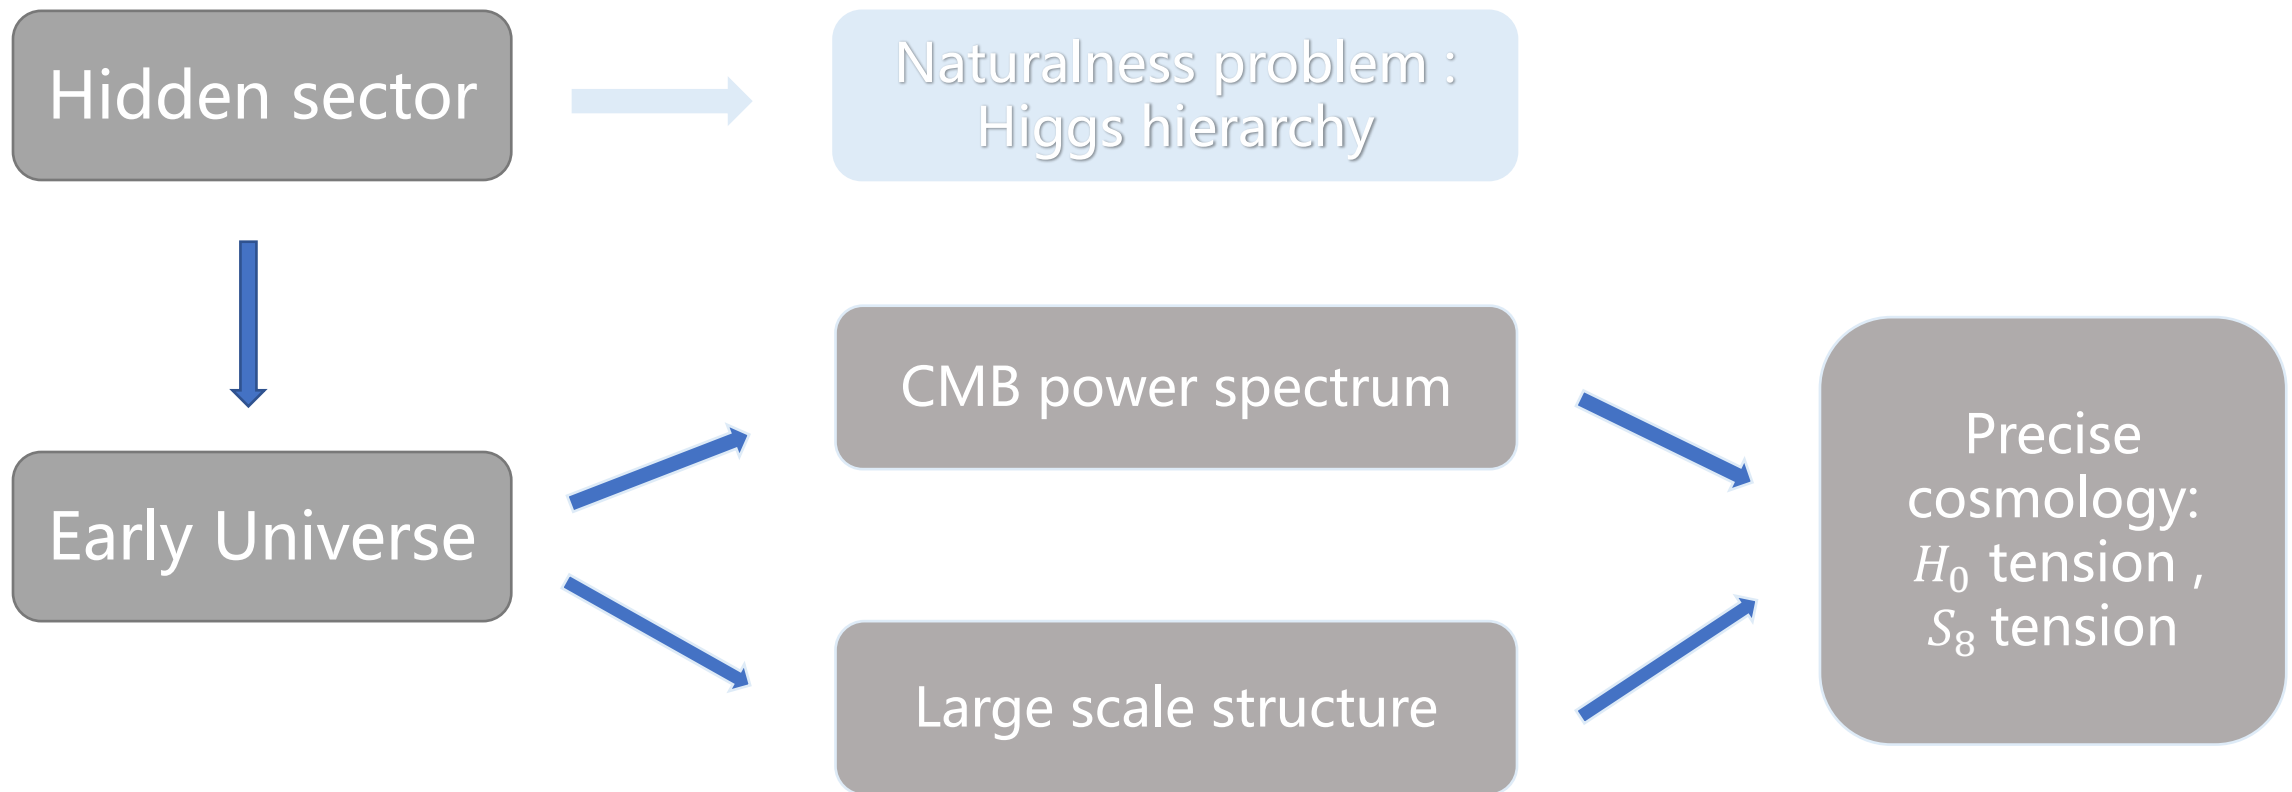 Hidden sector
Naturalness problem :
Higgs hierarchy
CMB power spectrum
Early Universe
Large scale structure
Precise
cosmology:
H₀ tension ,
S₈ tension